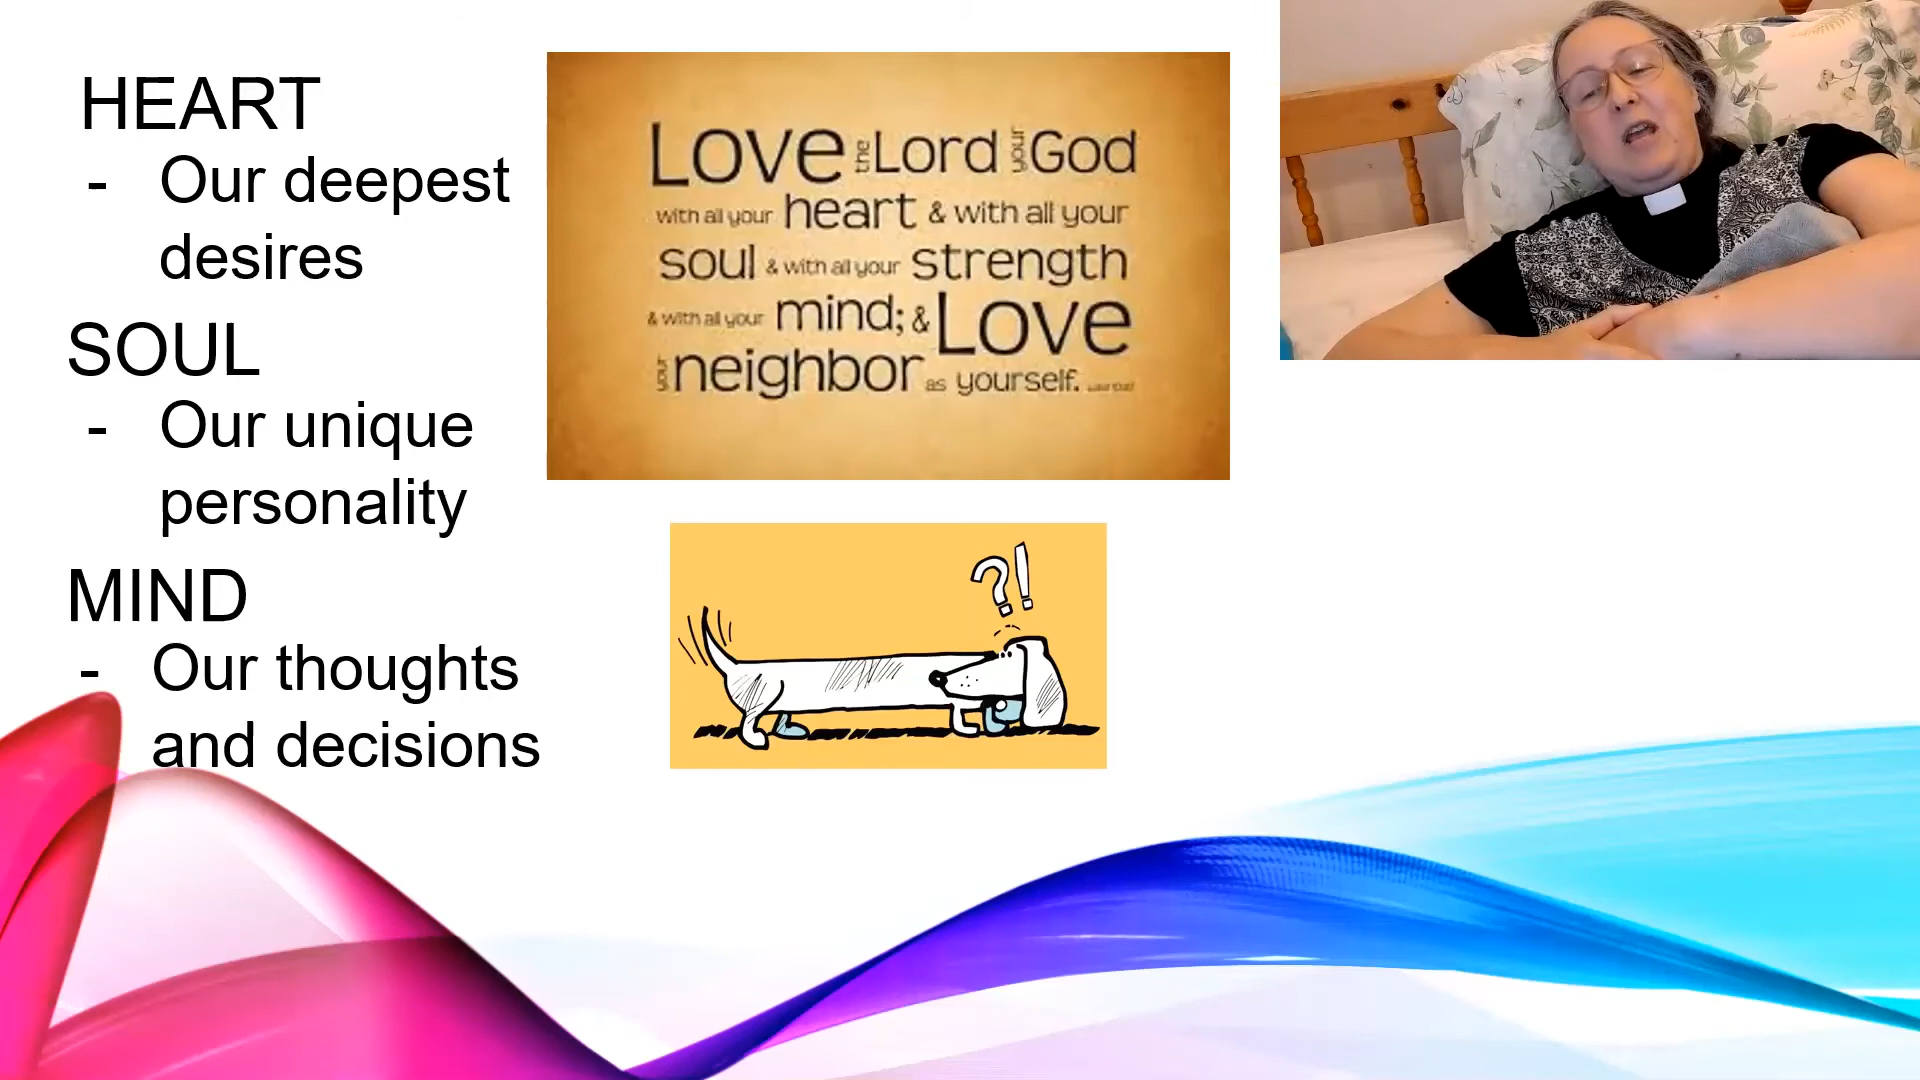 HEART
- Our deepest
desires
SOUL
- Our unique
personality
MIND
- Our thoughts
and decisions
Love the Lord your God
with all your heart & with all your
soul & with all your strength
& with all your mind; & Love
your neighbor as yourself.
?!